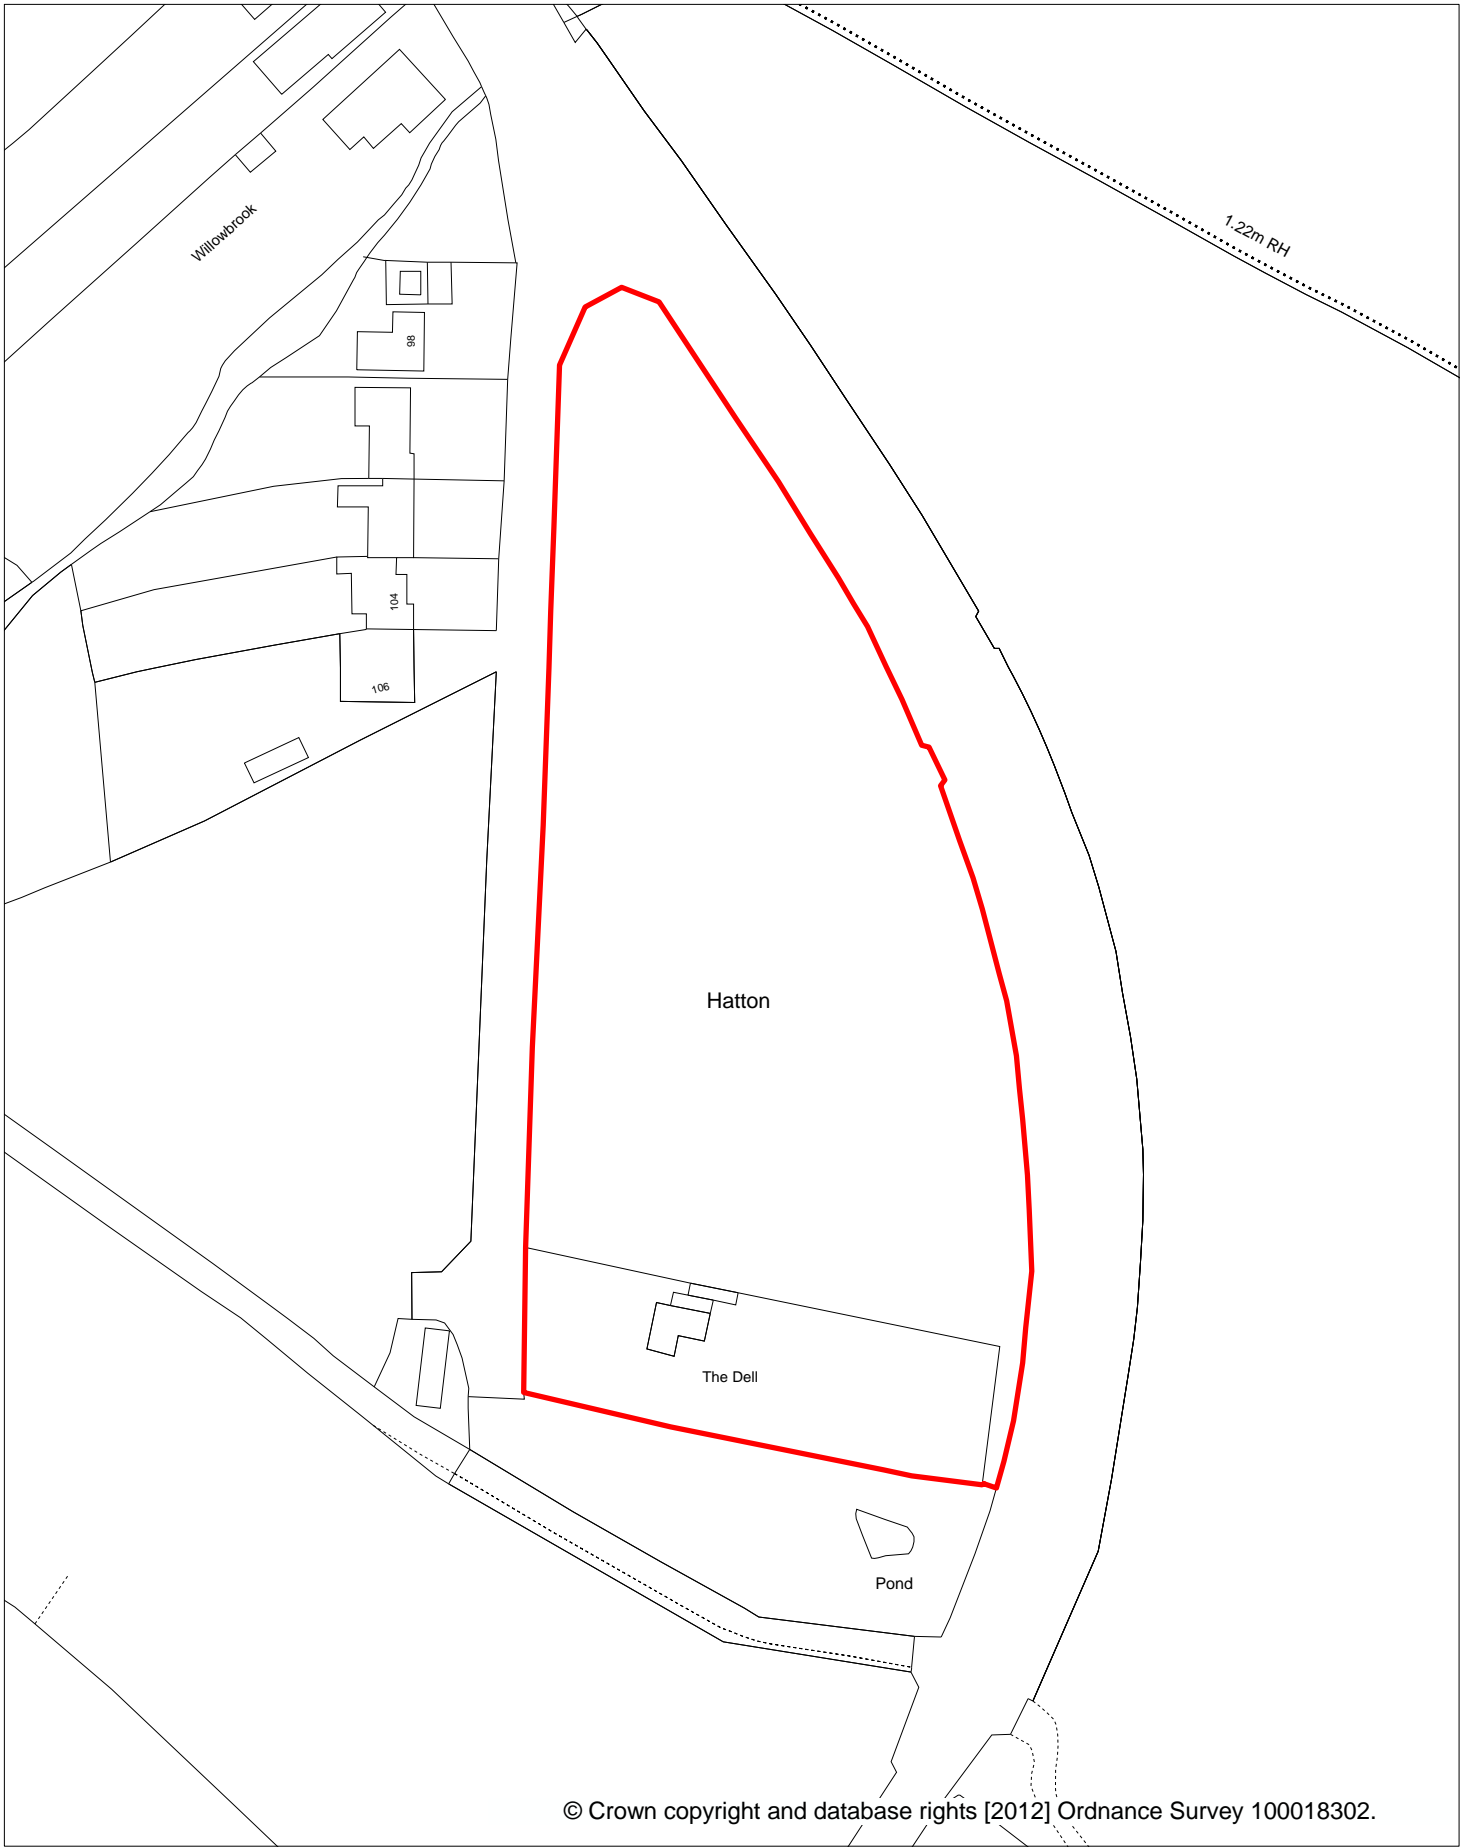 Willowbrook
1.22m RH
98
104
106
Hatton
The Dell
Pond
© Crown copyright and database rights [2012] Ordnance Survey 100018302.